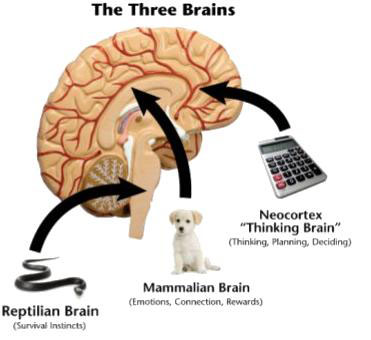 The Three Brains
Neocortex
"Thinking Brain"
(Thinking, Planning, Deciding)
Mammalian Brain
(Emotions, Connection, Rewards)
Reptilian Brain
(Survival Instincts)